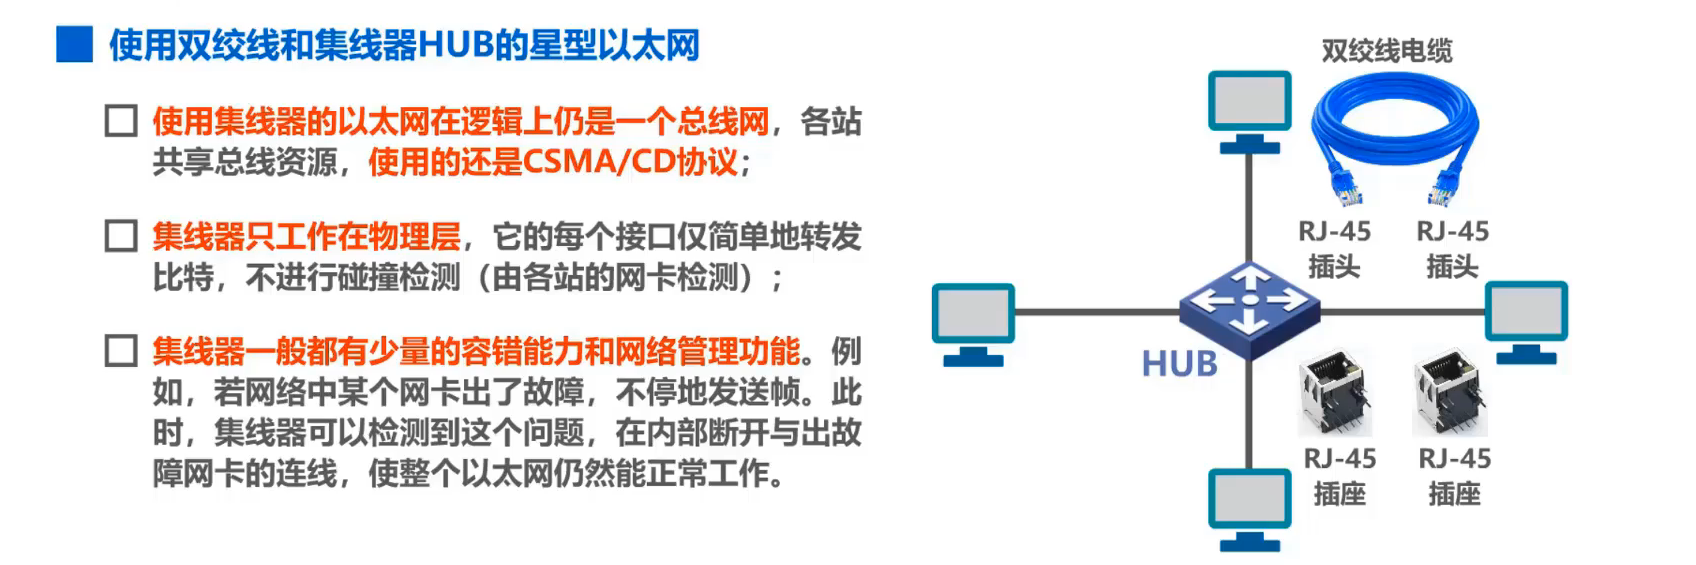 使用双绞线和集线器HUB的星型以太网
使用集线器的以太网在逻辑上仍是一个总线网，各站
共享总线资源，使用的还是CSMA/CD协议；
集线器只工作在物理层，它的每个接口仅简单地转发
比特，不进行碰撞检测（由各站的网卡检测）；
集线器一般都有少量的容错能力和网络管理功能。例
如，若网络中某个网卡出了故障，不停地发送帧。此
时，集线器可以检测到这个问题，在内部断开与出故
障网卡的连线，使整个以太网仍然能正常工作。
双绞线电缆
RJ-45
插头
RJ-45
插头
HUB
RJ-45
插座
RJ-45
插座